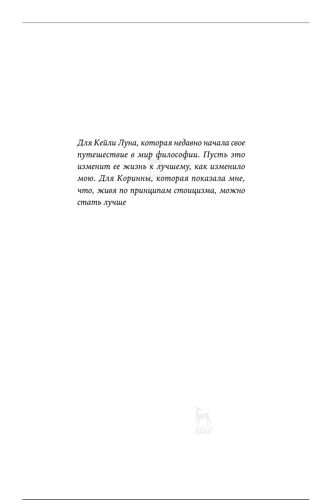 Для Кейли Луна, которая недавно начала свое
путешествие в мир философии. Пусть это
изменит ее жизнь к лучшему, как изменило
мою. Для Коринны, которая показала мне,
что, живя по принципам стоицизма, можно
стать лучше